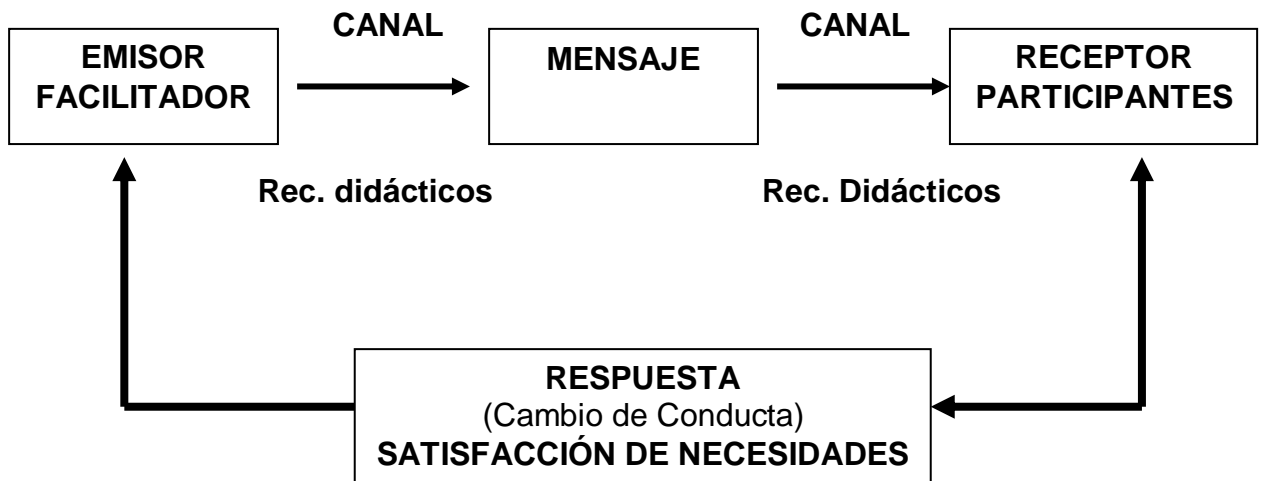 CANAL
CANAL
EMISOR
FACILITADOR
MENSAJE
RECEPTOR
PARTICIPANTES
Rec. didácticos
Rec. Didácticos
RESPUESTA
(Cambio de Conducta)
SATISFACCIÓN DE NECESIDADES